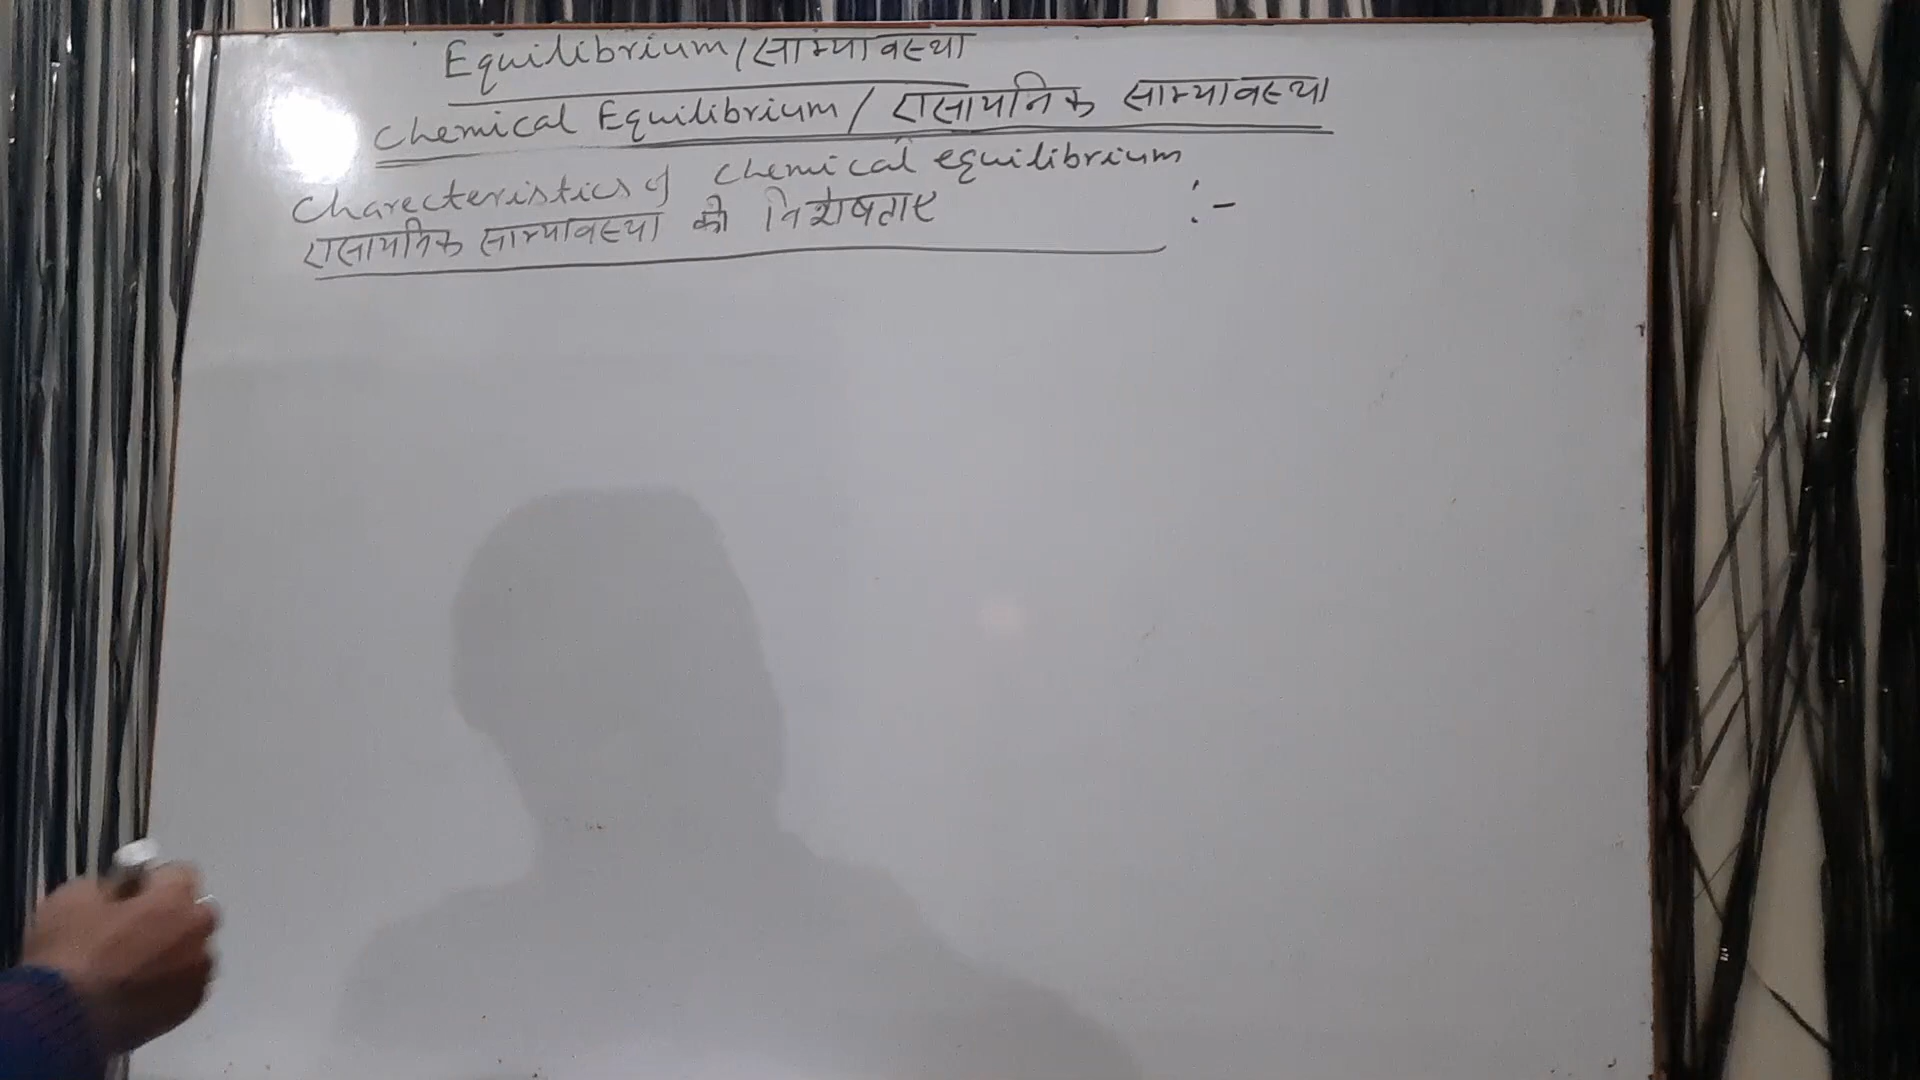 Equilibrium/साम्यावस्था
Chemical Equilibrium / रासायनिक साम्यावस्था
Charecteristics of chemical equilibrium
रासायनिक साम्यावस्था की विशेषताए :-